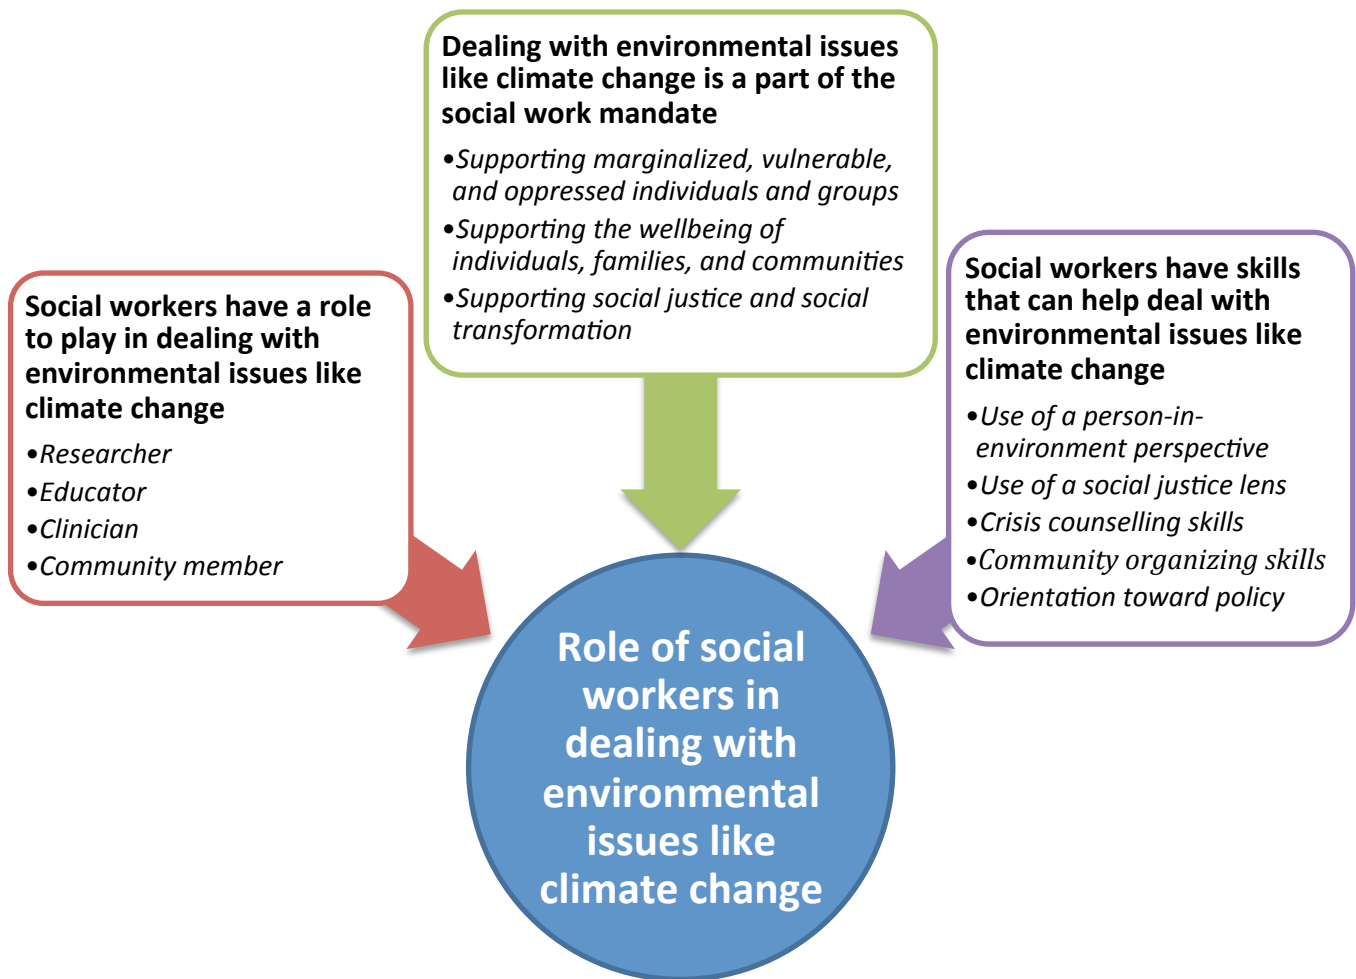 Dealing with environmental issues
like climate change is a part of the
social work mandate
•Supporting marginalized, vulnerable,
and oppressed individuals and groups
•Supporting the wellbeing of
individuals, families, and communities
•Supporting social justice and social
transformation
Social workers have a role
to play in dealing with
environmental issues like
climate change
•Researcher
•Educator
•Clinician
•Community member
Social workers have skills
that can help deal with
environmental issues like
climate change
•Use of a person-in-
environment perspective
•Use of a social justice lens
•Crisis counselling skills
•Community organizing skills
•Orientation toward policy
Role of social
workers in
dealing with
environmental
issues like
climate change